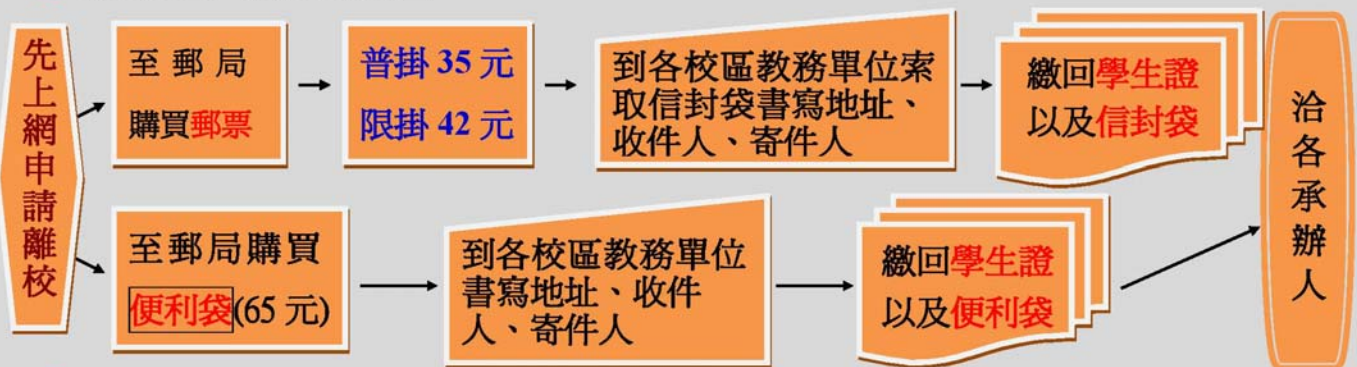 先上網申請離校
至郵局
購買郵票
普掛 35 元
限掛 42 元
到各校區教務單位索
取信封袋書寫地址、
收件人、寄件人
繳回學生證
以及信封袋
至郵局購買
便利袋(65 元)
到各校區教務單位
書寫地址、收件
人、寄件人
繳回學生證
以及便利袋
洽各承辦人